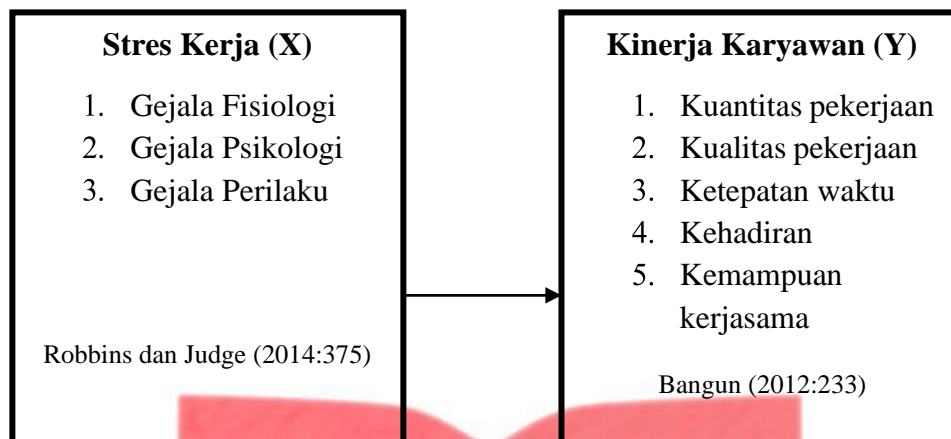 Stres Kerja (X)
1. Gejala Fisiologi
2. Gejala Psikologi
3. Gejala Perilaku
Robbins dan Judge (2014:375)
Kinerja Karyawan (Y)
1. Kuantitas pekerjaan
2. Kualitas pekerjaan
3. Ketepatan waktu
4. Kehadiran
5. Kemampuan
kerjasama
Bangun (2012:233)